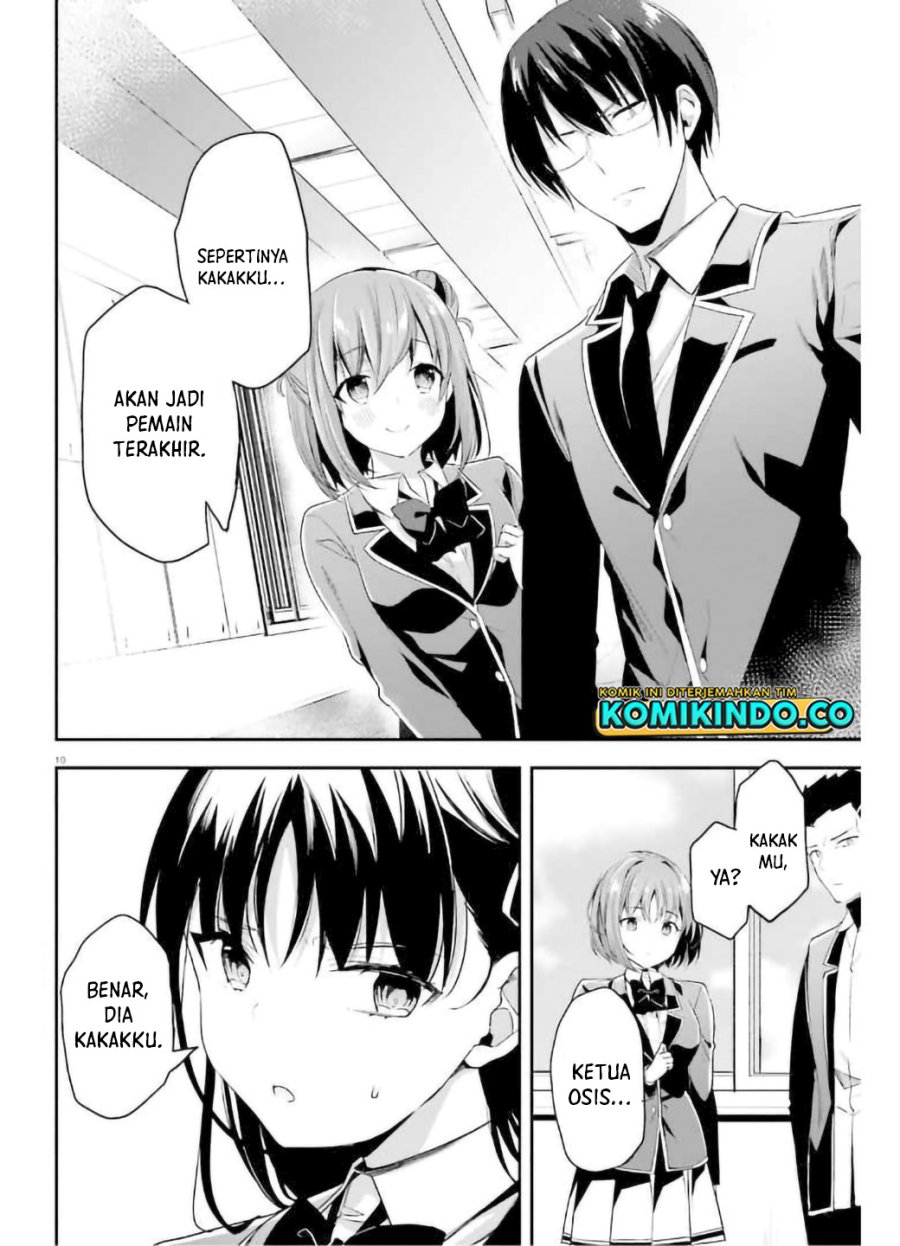 SEPERTINYA
KAKAKKU...
AKAN JADI
PEMAIN
TERAKHIR.
KOMIK INI DITERJEMAHKAN TIM
KOMIKINDO.CO
10
KAKAK
MU,
YA?
KETUA
OSIS...
BENAR,
DIA
KAKAKKU.